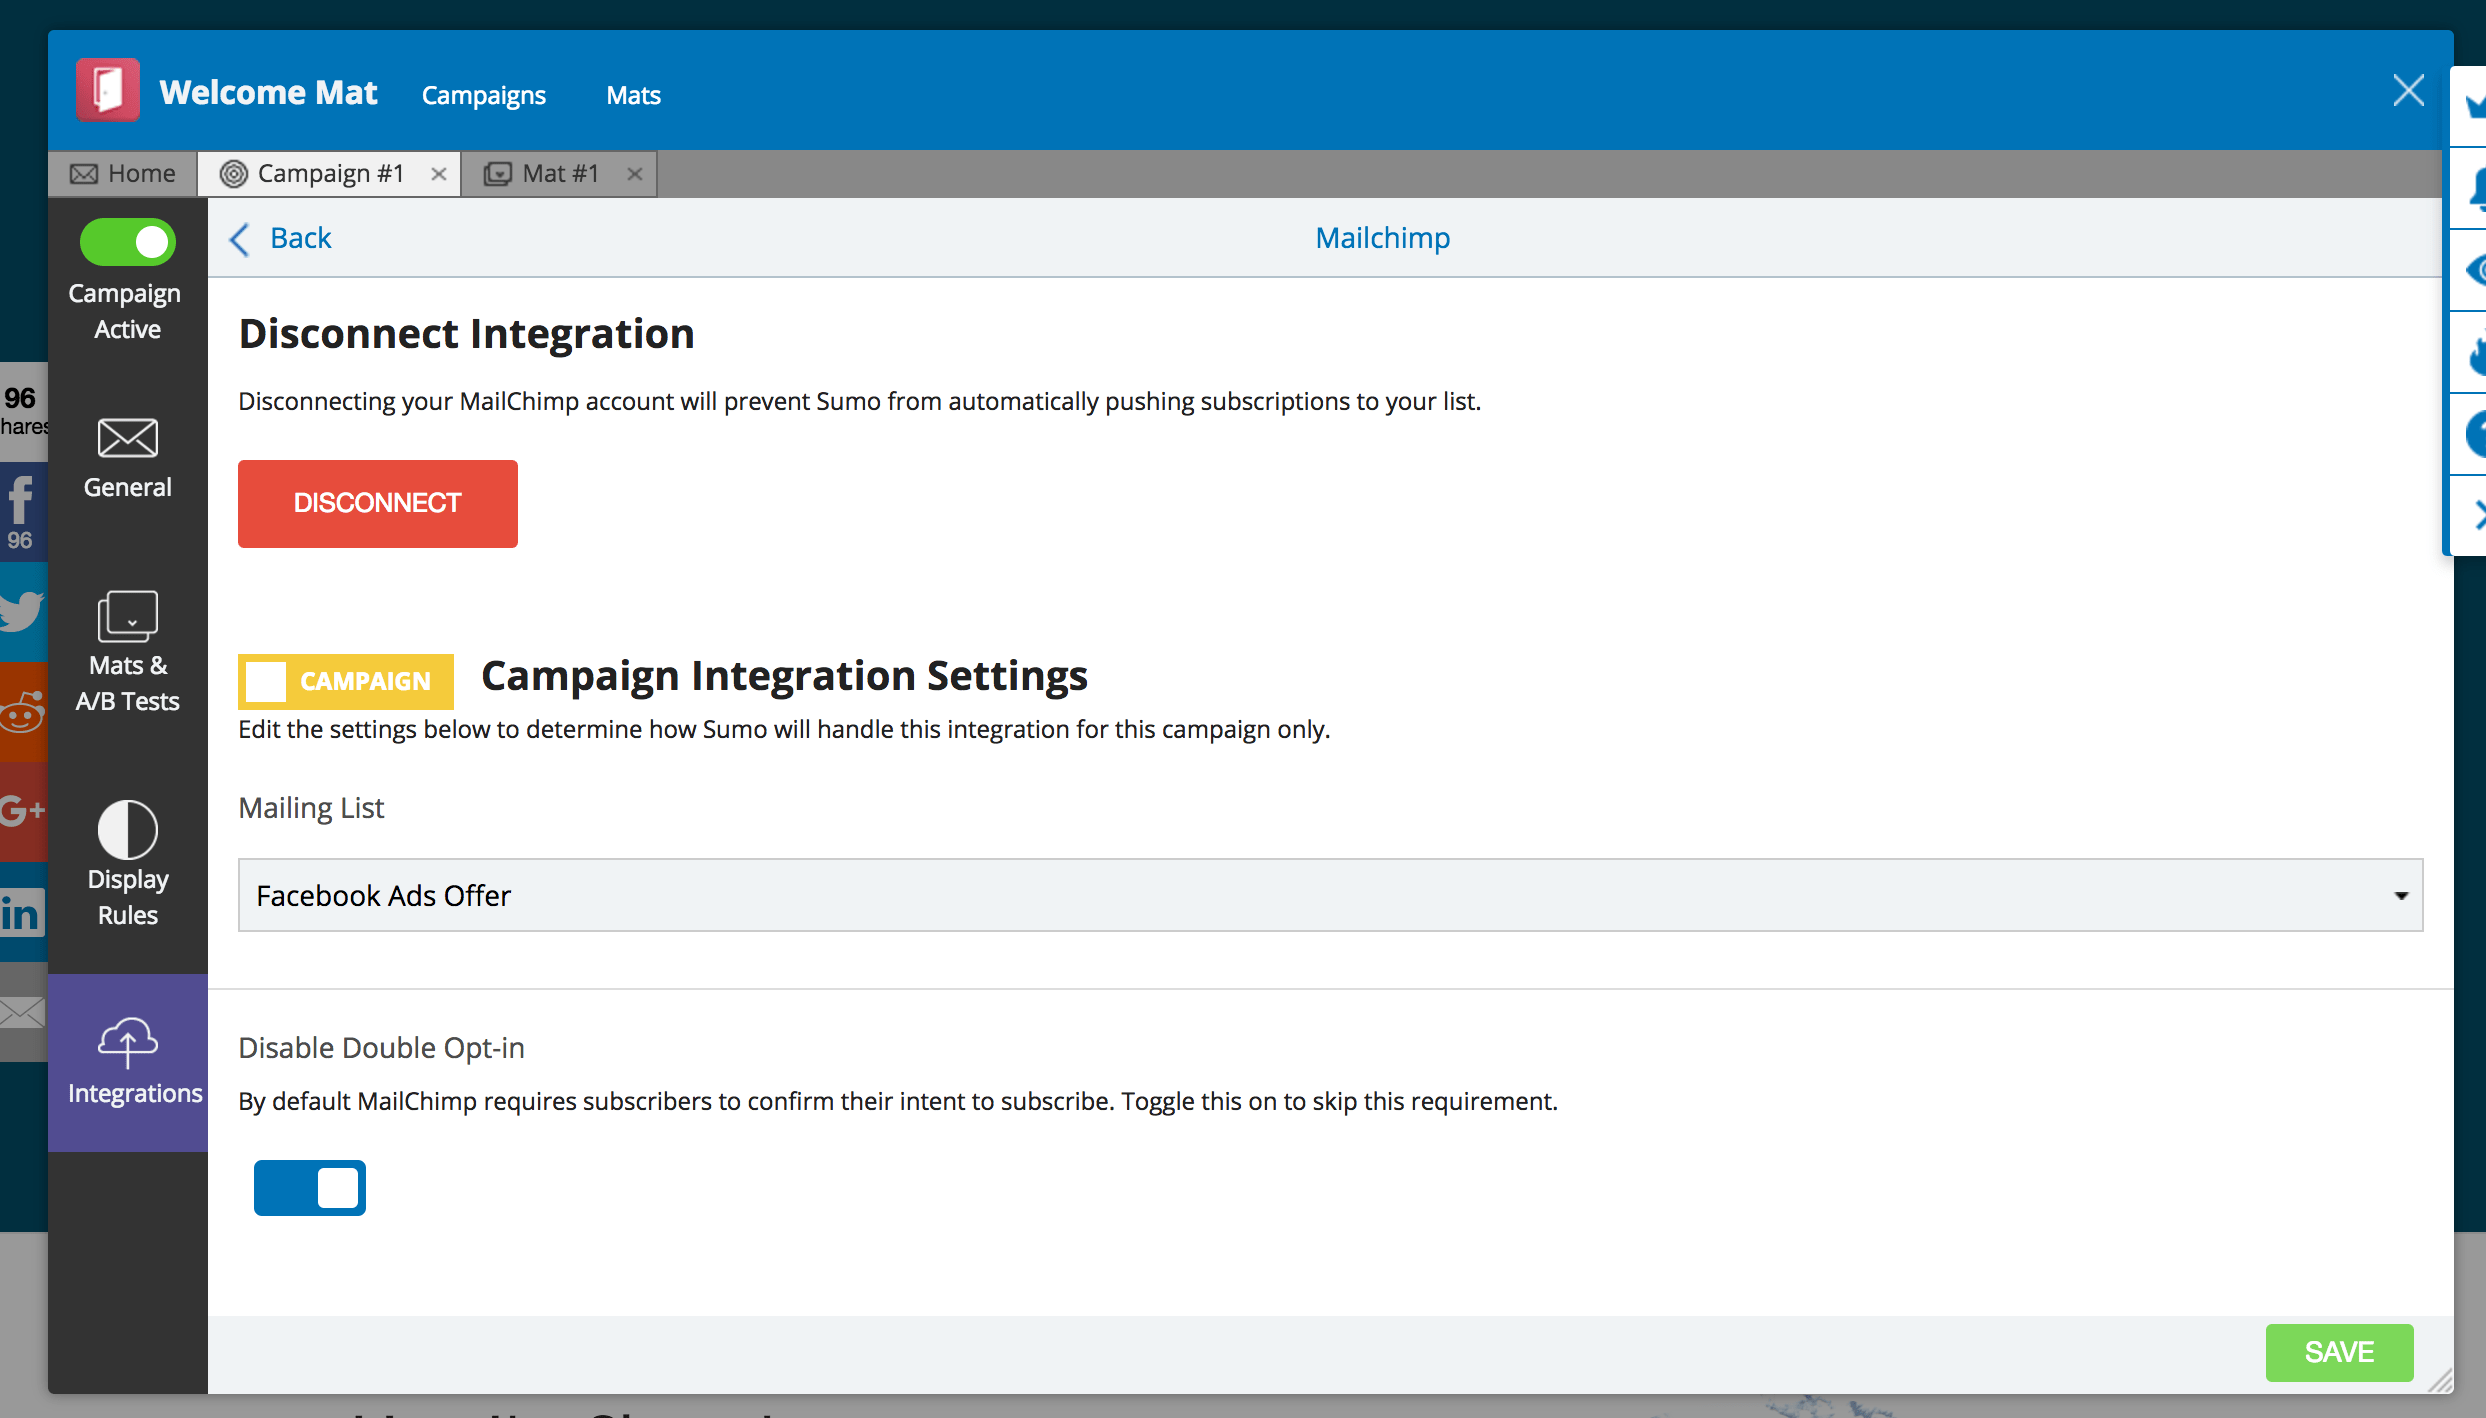 Welcome Mat Campaigns Mats
Home Campaign #1 Mat #1
Back Mailchimp
Campaign
Active
General
Mats &
A/B Tests
Display
Rules
Integrations
Disconnect Integration
Disconnecting your MailChimp account will prevent Sumo from automatically pushing subscriptions to your list.
DISCONNECT
CAMPAIGN Campaign Integration Settings
Edit the settings below to determine how Sumo will handle this integration for this campaign only.
Mailing List
Facebook Ads Offer
Disable Double Opt-in
By default MailChimp requires subscribers to confirm their intent to subscribe. Toggle this on to skip this requirement.
SAVE
96
hares
f
96
G+
in